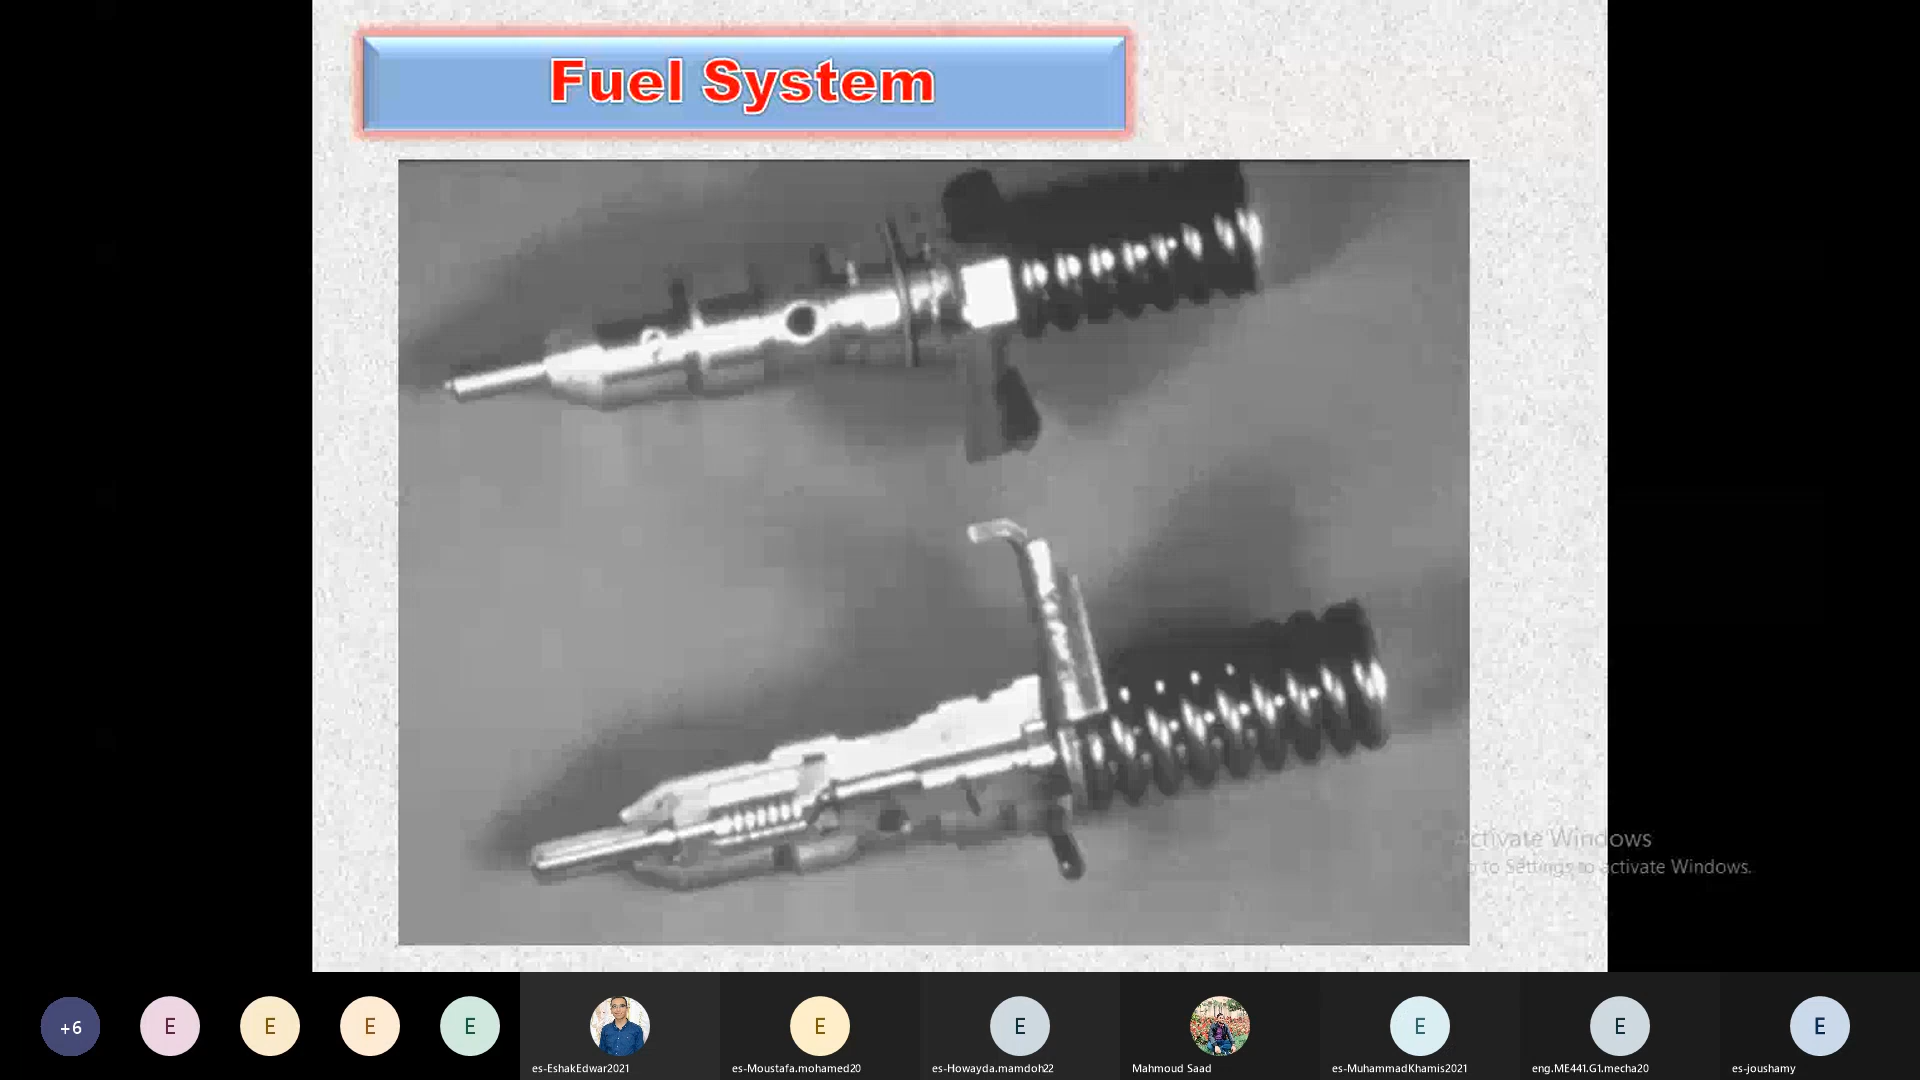 Fuel System
Activate Windows
to Settings to activate Windows.
+6
E
E
E
E
E
E
E
E
E
es-EshakEdwar2021
es-Moustafa.mohamed20
es-Howayda.mamdoh22
Mahmoud Saad
es-MuhammadKhamis2021
eng.ME441.G1.mecha20
es-joushamy